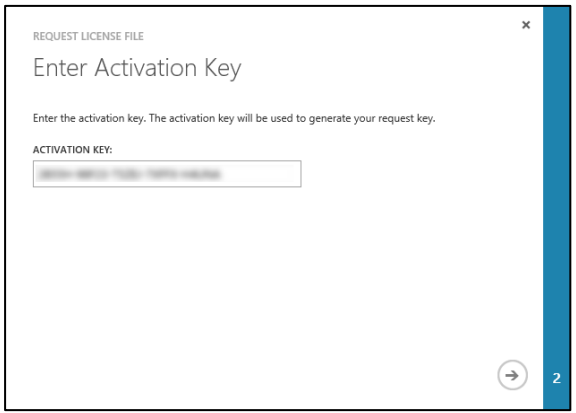 REQUEST LICENSE FILE
Enter Activation Key
Enter the activation key. The activation key will be used to generate your request key.
ACTIVATION KEY:
2